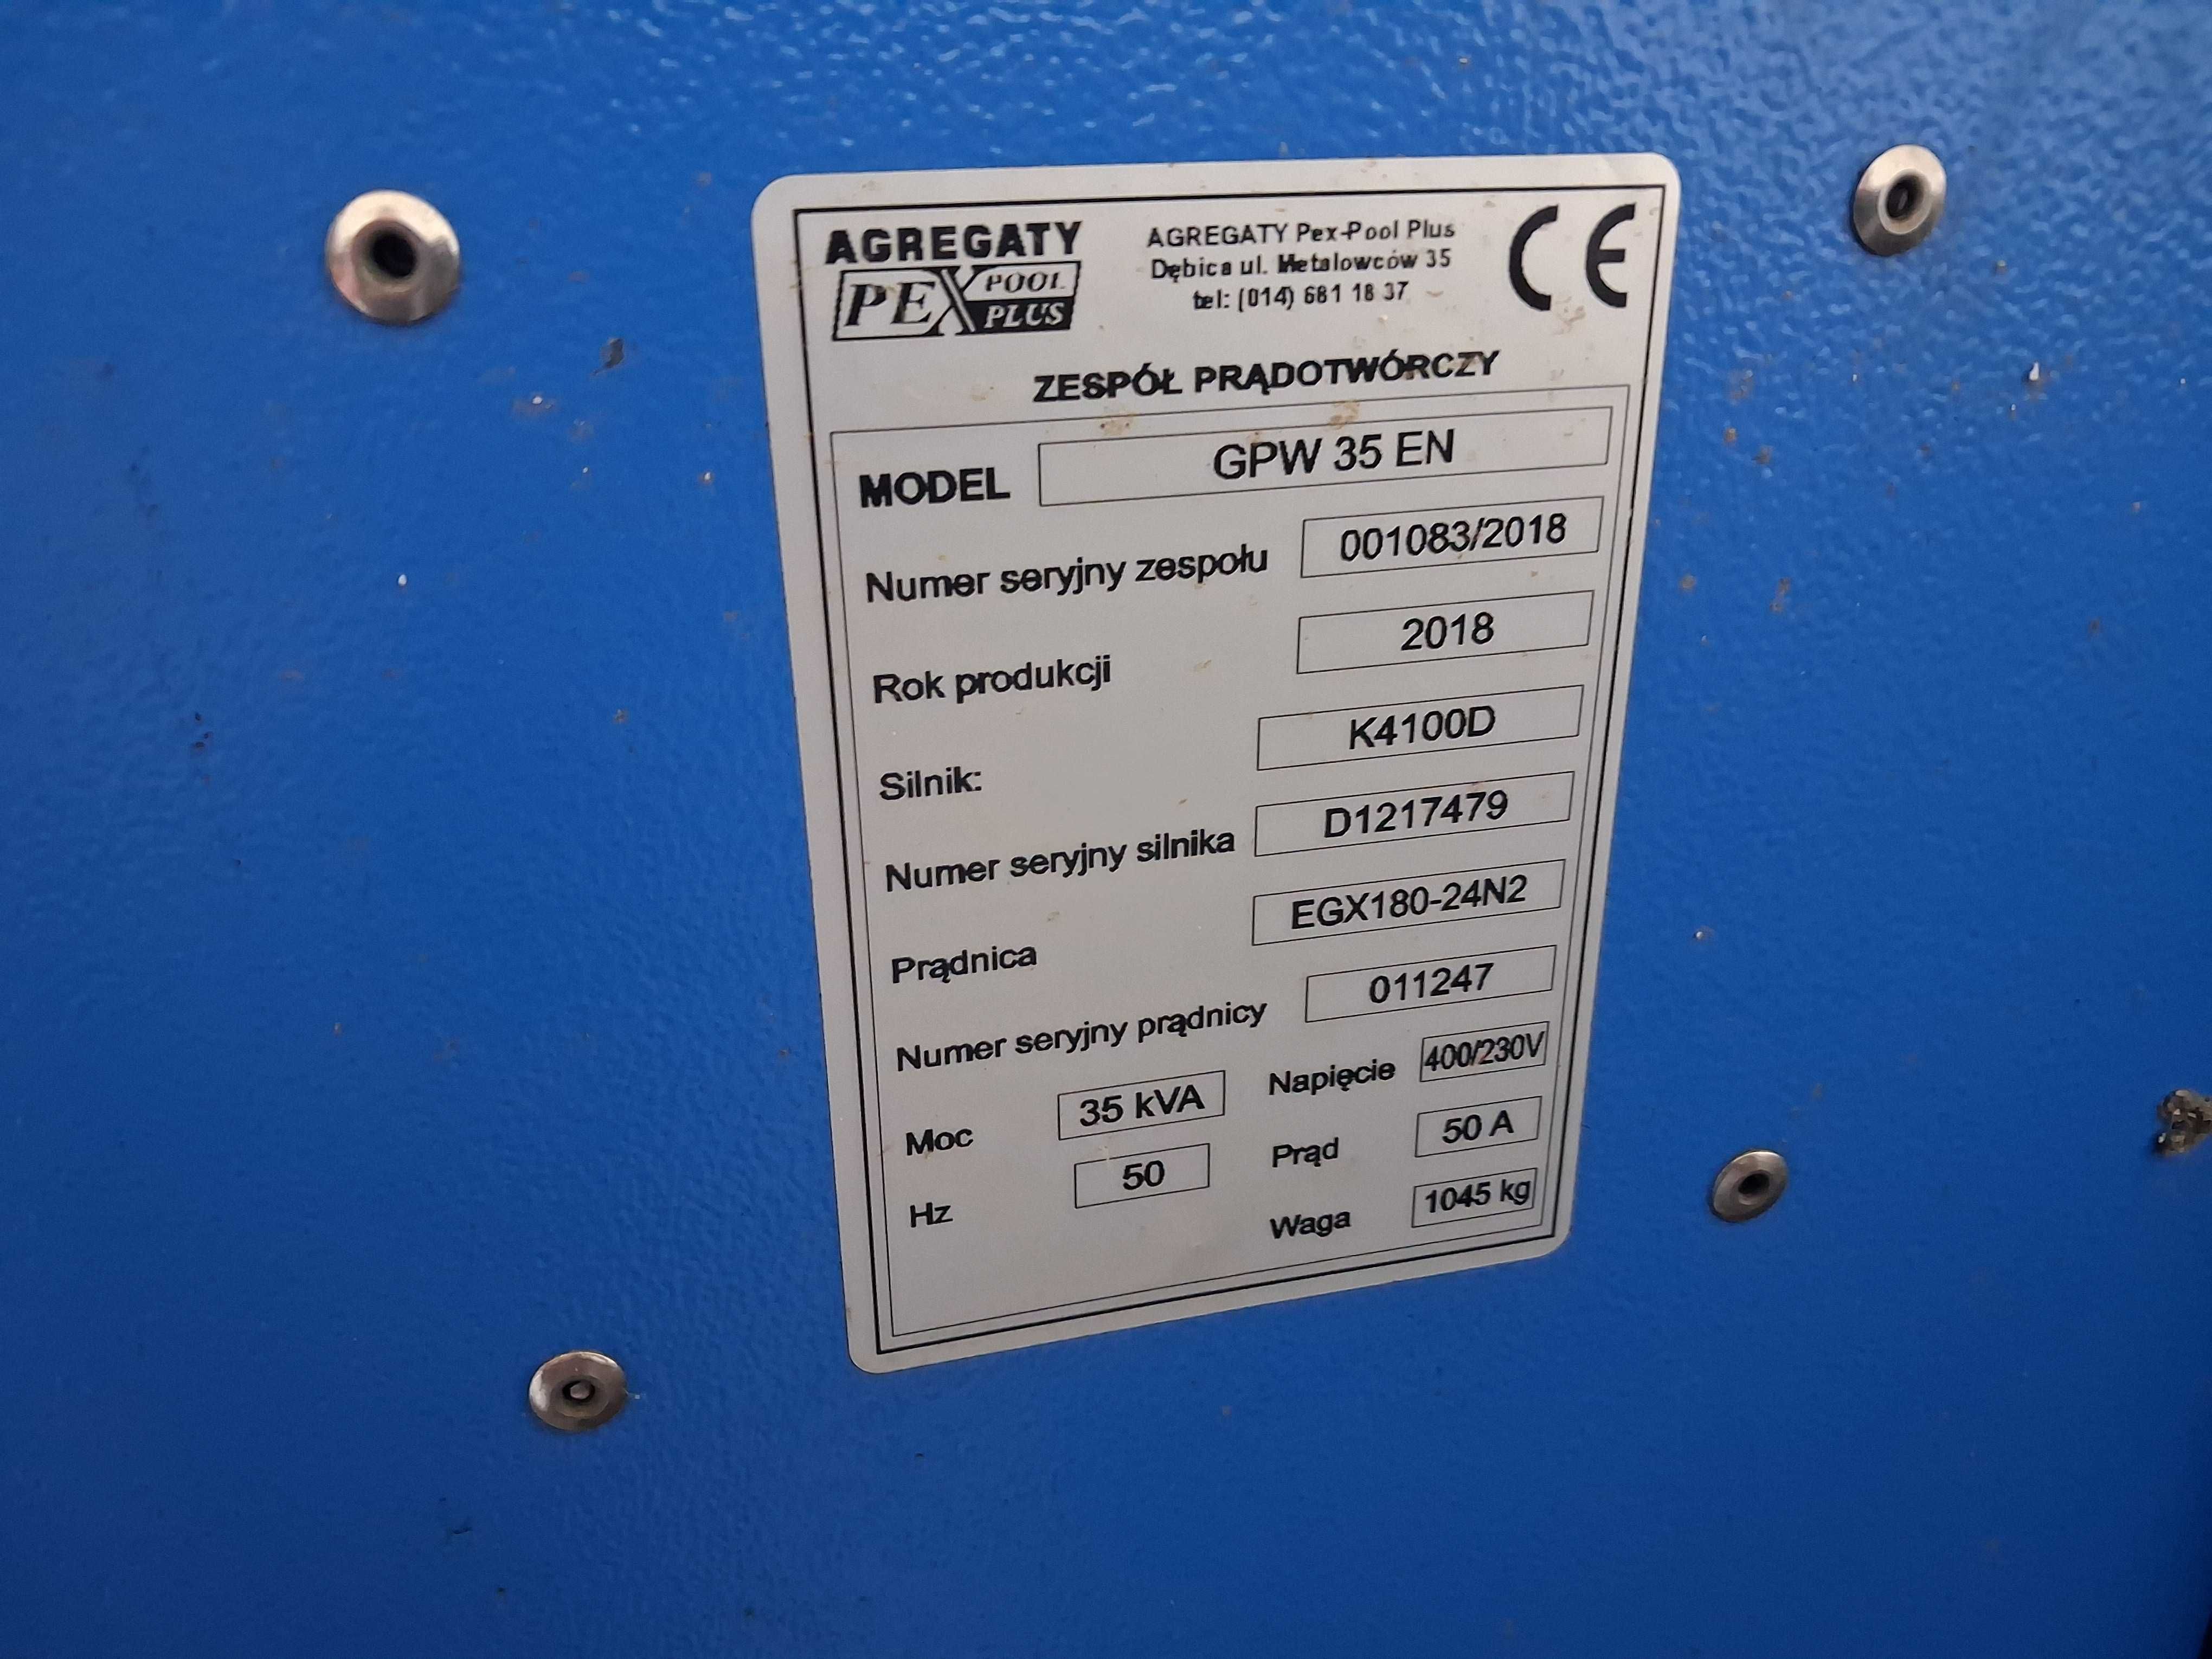 AGREGATY
PEX POOL PLUS
AGREGATY Pex-Pool Plus
Dębica ul. Metalowców 35
tel: (014) 681 18 37
CE
ZESPÓŁ PRĄDOTWÓRCZY
MODEL GPW 35 EN
Numer seryjny zespołu 001083/2018
Rok produkcji 2018
Silnik: K4100D
Numer seryjny silnika D1217479
Prądnica EGX180-24N2
Numer seryjny prądnicy 011247
Moc 35 kVA Napięcie 400/230V
Hz 50 Prąd 50 A
Waga 1045 kg